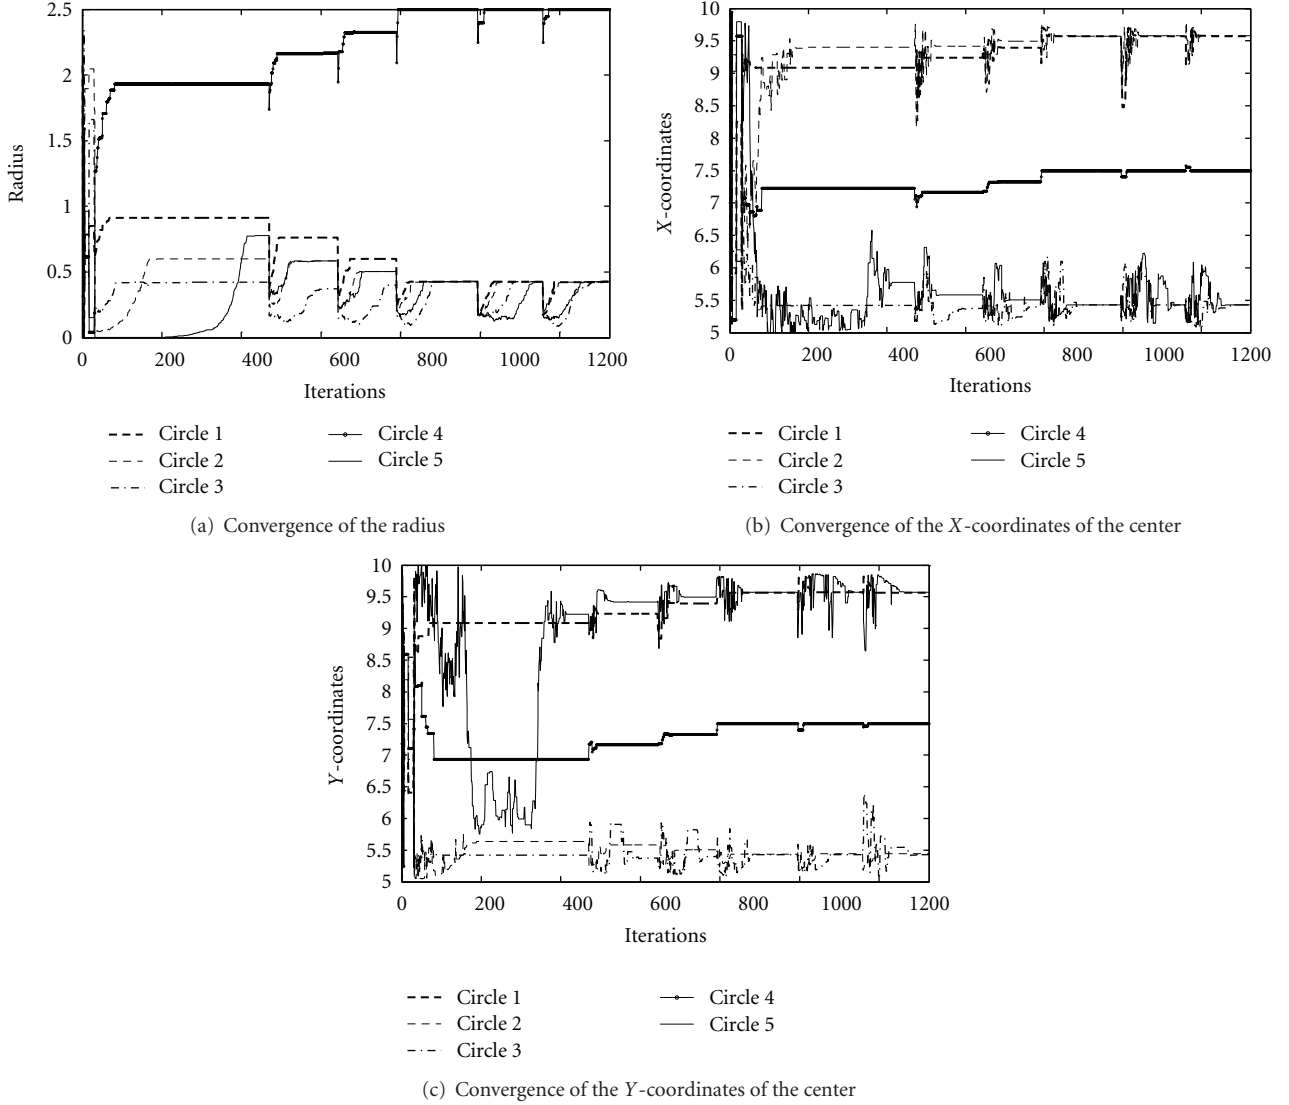 2.5
2
1.5
1
0.5
0
Radius
0 200 400 600 800 1000 1200
Iterations
Circle 1
Circle 2
Circle 3
Circle 4
Circle 5
(a) Convergence of the radius
10
9.5
9
8.5
8
7.5
7
6.5
6
5.5
5
X-coordinates
0 200 400 600 800 1000 1200
Iterations
Circle 1
Circle 2
Circle 3
Circle 4
Circle 5
(b) Convergence of the X-coordinates of the center
10
9.5
9
8.5
8
7.5
7
6.5
6
5.5
5
Y-coordinates
0 200 400 600 800 1000 1200
Iterations
Circle 1
Circle 2
Circle 3
Circle 4
Circle 5
(c) Convergence of the Y-coordinates of the center